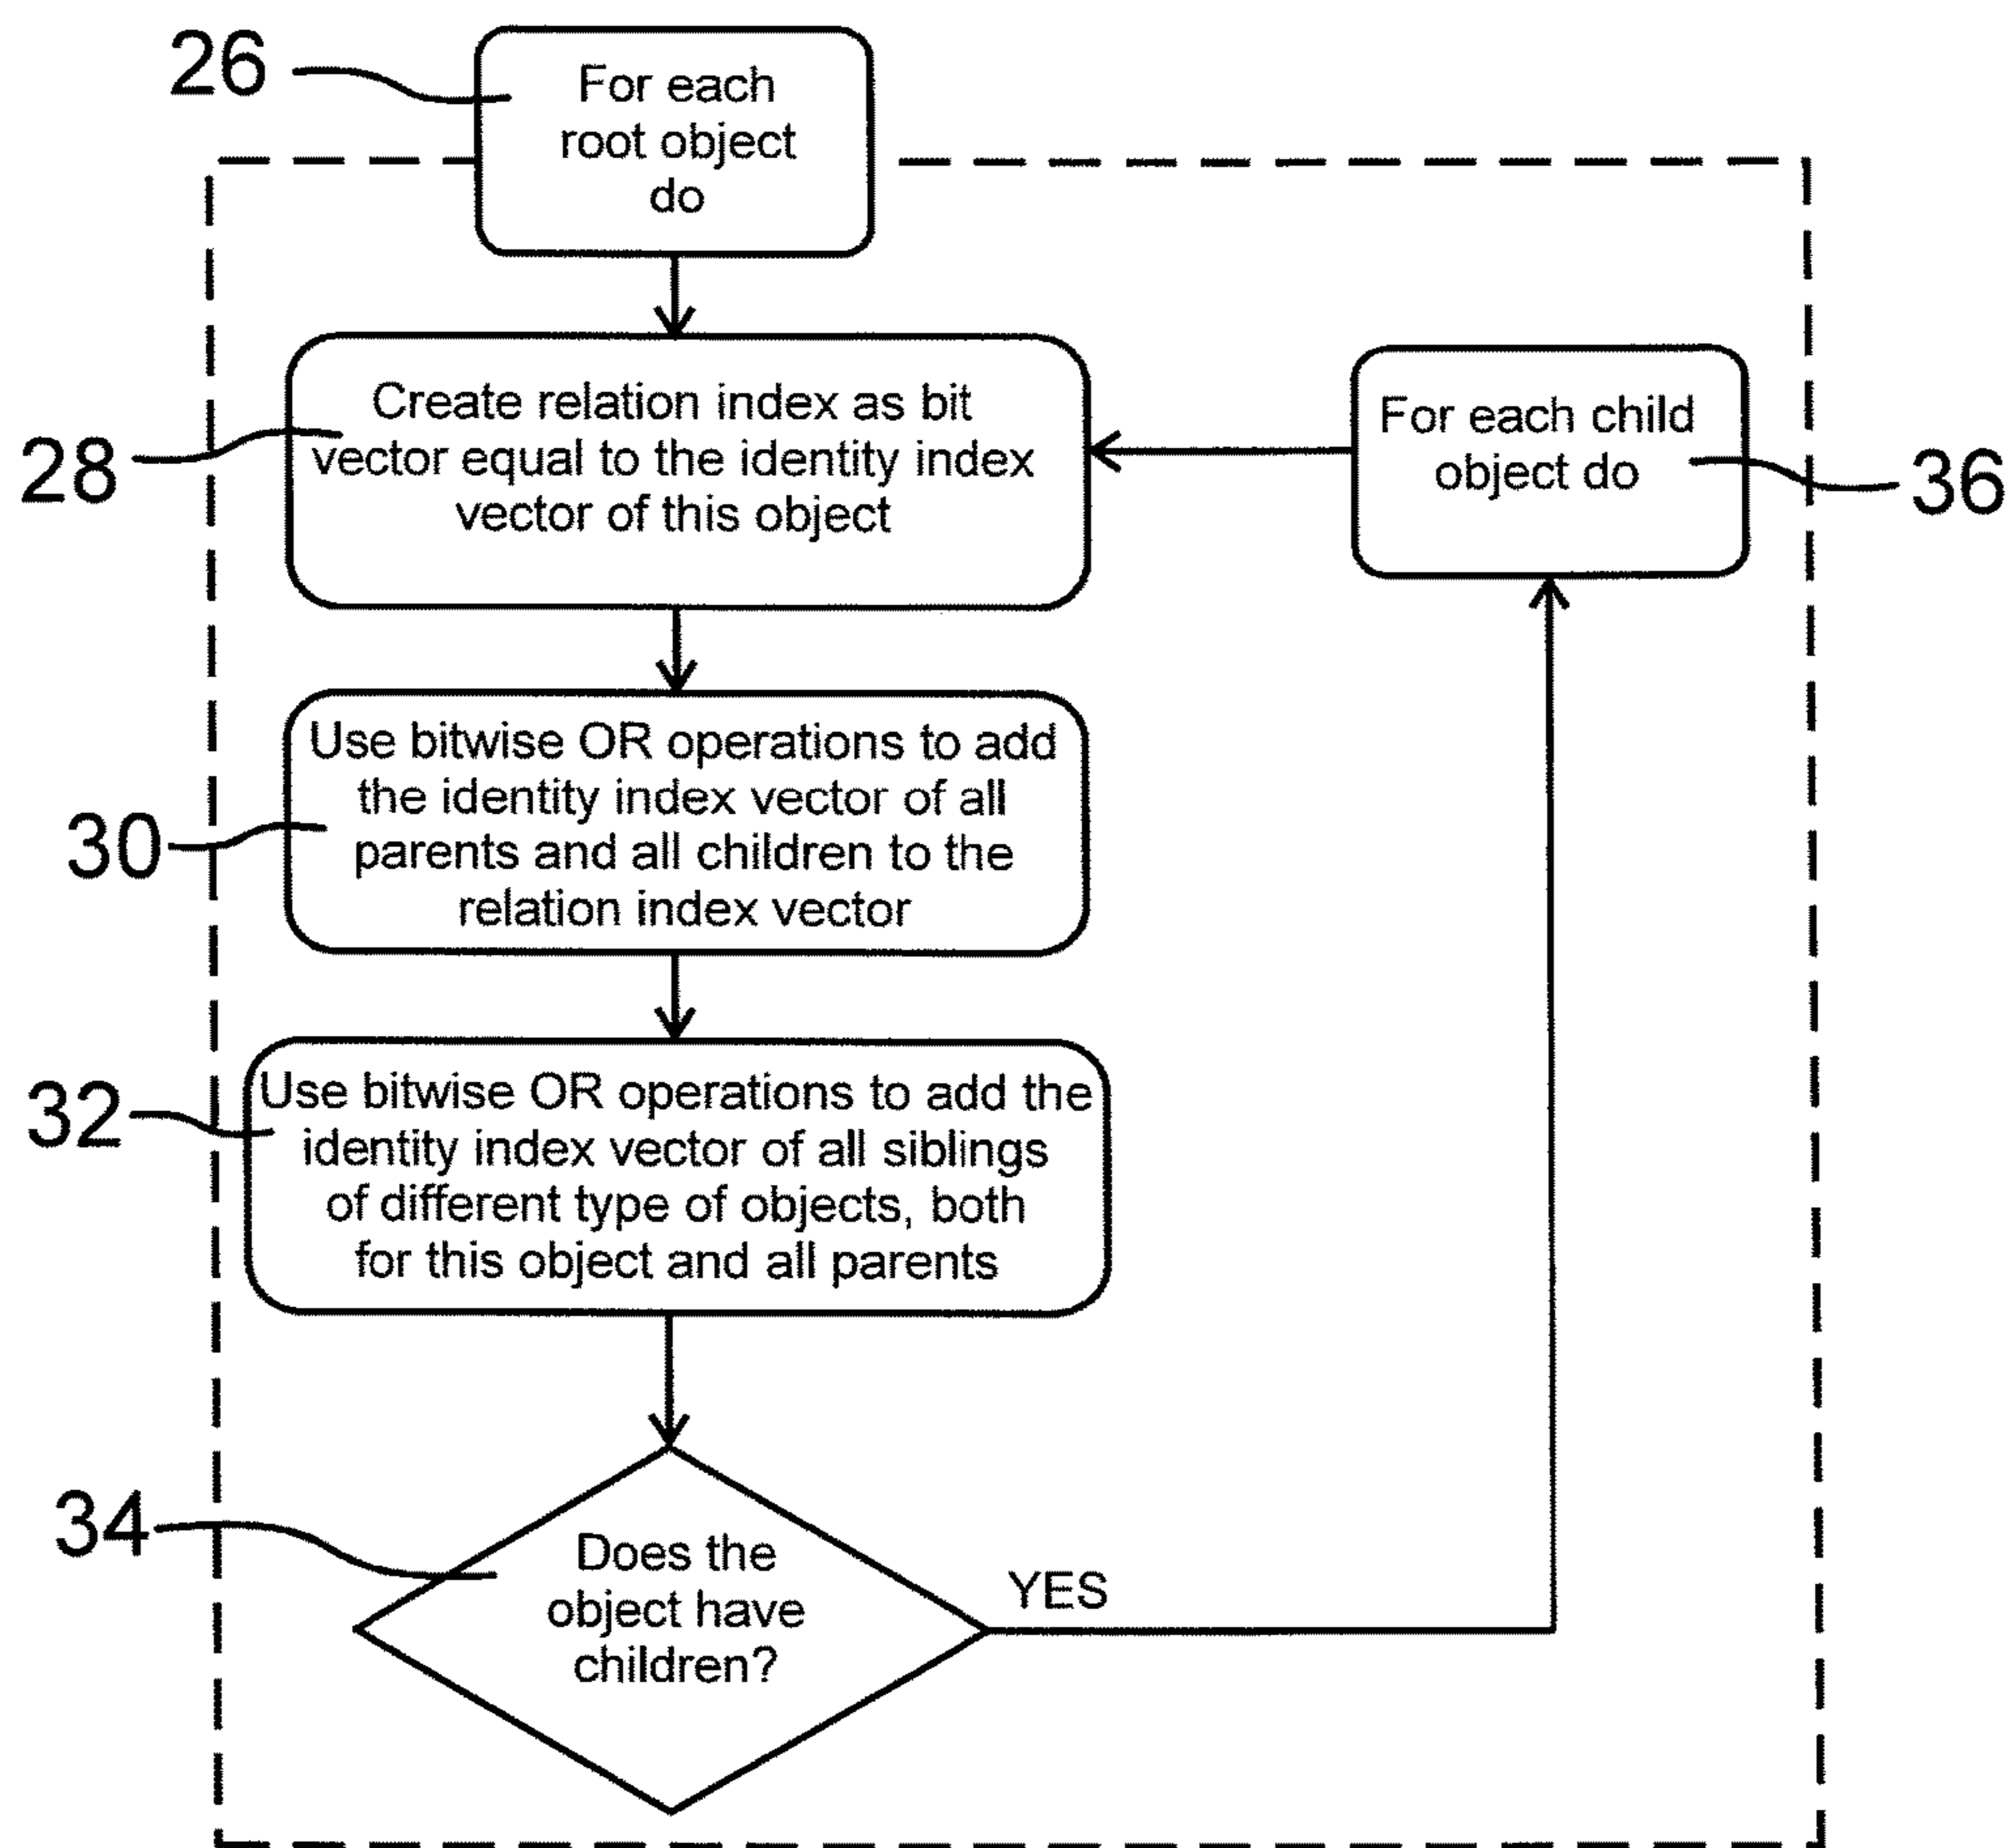 26
For each
root object
do
28
Create relation index as bit
vector equal to the identity index
vector of this object
For each child
object do
36
30
Use bitwise OR operations to add
the identity index vector of all
parents and all children to the
relation index vector
32
Use bitwise OR operations to add the
identity index vector of all siblings
of different type of objects, both
for this object and all parents
34
Does the
object have
children?
YES